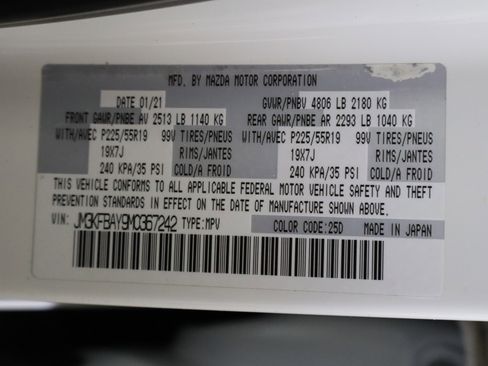 MFD. BY MAZDA MOTOR CORPORATION
DATE 01/21 GVWR/PNBV 4806 LB 2180 KG
FRONT GAWR/PNBE AV 2513 LB 1140 KG REAR GAWR/PNBE AR 2293 LB 1040 KG
WITH/AVEC P225/55R19 99V TIRES/PNEUS WITH/AVEC P225/55R19 99V TIRES/PNEUS
19X7J RIMS/JANTES 19X7J RIMS/JANTES
240 KPA/35 PSI COLD/A FROID 240 KPA/35 PSI COLD/A FROID
THIS VEHICLE CONFORMS TO ALL APPLICABLE FEDERAL MOTOR VEHICLE SAFETY AND THEFT
PREVENTION STANDARDS IN EFFECT ON THE DATE OF MANUFACTURE SHOWN ABOVE.
VIN: JM3KFBAY9M0367242 TYPE:MPV COLOR CODE:25D MADE IN JAPAN